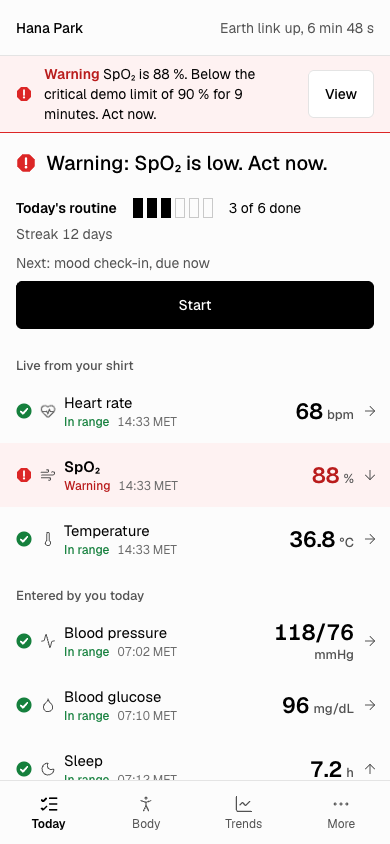 Hana Park
Earth link up, 6 min 48 s
Warning SpO₂ is 88 %. Below the
critical demo limit of 90 % for 9
minutes. Act now.
View
Warning: SpO₂ is low. Act now.
Today's routine
3 of 6 done
Streak 12 days
Next: mood check-in, due now
Start
Live from your shirt
Heart rate
In range 14:33 MET
68 bpm
SpO₂
Warning 14:33 MET
88 %
Temperature
In range 14:33 MET
36.8 °C
Entered by you today
Blood pressure
In range 07:02 MET
118/76
mmHg
Blood glucose
In range 07:10 MET
96 mg/dL
Sleep
In range 07:12 MET
7.2 h
Today
Body
Trends
More